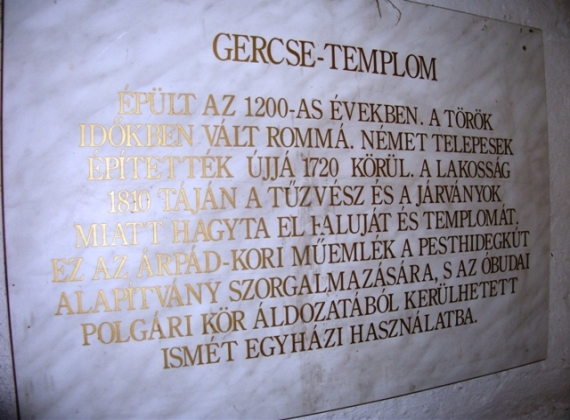 GERCSE-TEMPLOM
ÉPÜLT AZ 1200-AS ÉVEKBEN. A TÖRÖK
IDŐKBEN VÁLT ROMMÁ. NÉMET TELEPESEK
ÉPÍTETTÉK ÚJJÁ 1720 KÖRÜL. A LAKOSSÁG
1810 TÁJÁN A TŰZVÉSZ ÉS A JÁRVÁNYOK
MIATT HAGYTA EL FALUJÁT ÉS TEMPLOMÁT.
EZ AZ ÁRPÁD-KORI MŰEMLÉK A PESTHIDEGKÚT
ALAPÍTVÁNY SZORGALMAZÁSÁRA, S AZ ÓBUDAI
POLGÁRI KÖR ÁLDOZATÁBÓL KERÜLHETETT
ISMÉT EGYHÁZI HASZNÁLATBA.